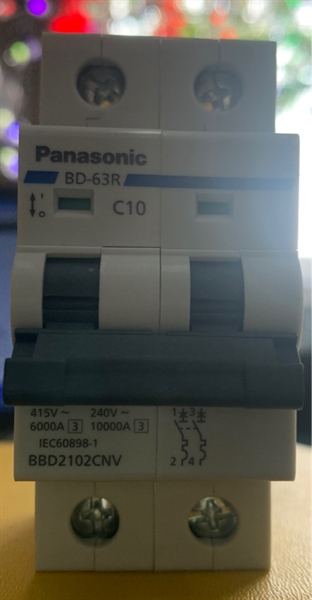 Panasonic
BD-63R
I
O
C10
415V ~ 240V ~
6000A 3 10000A 3
IEC60898-1
BBD2102CNV
1 3
2 4